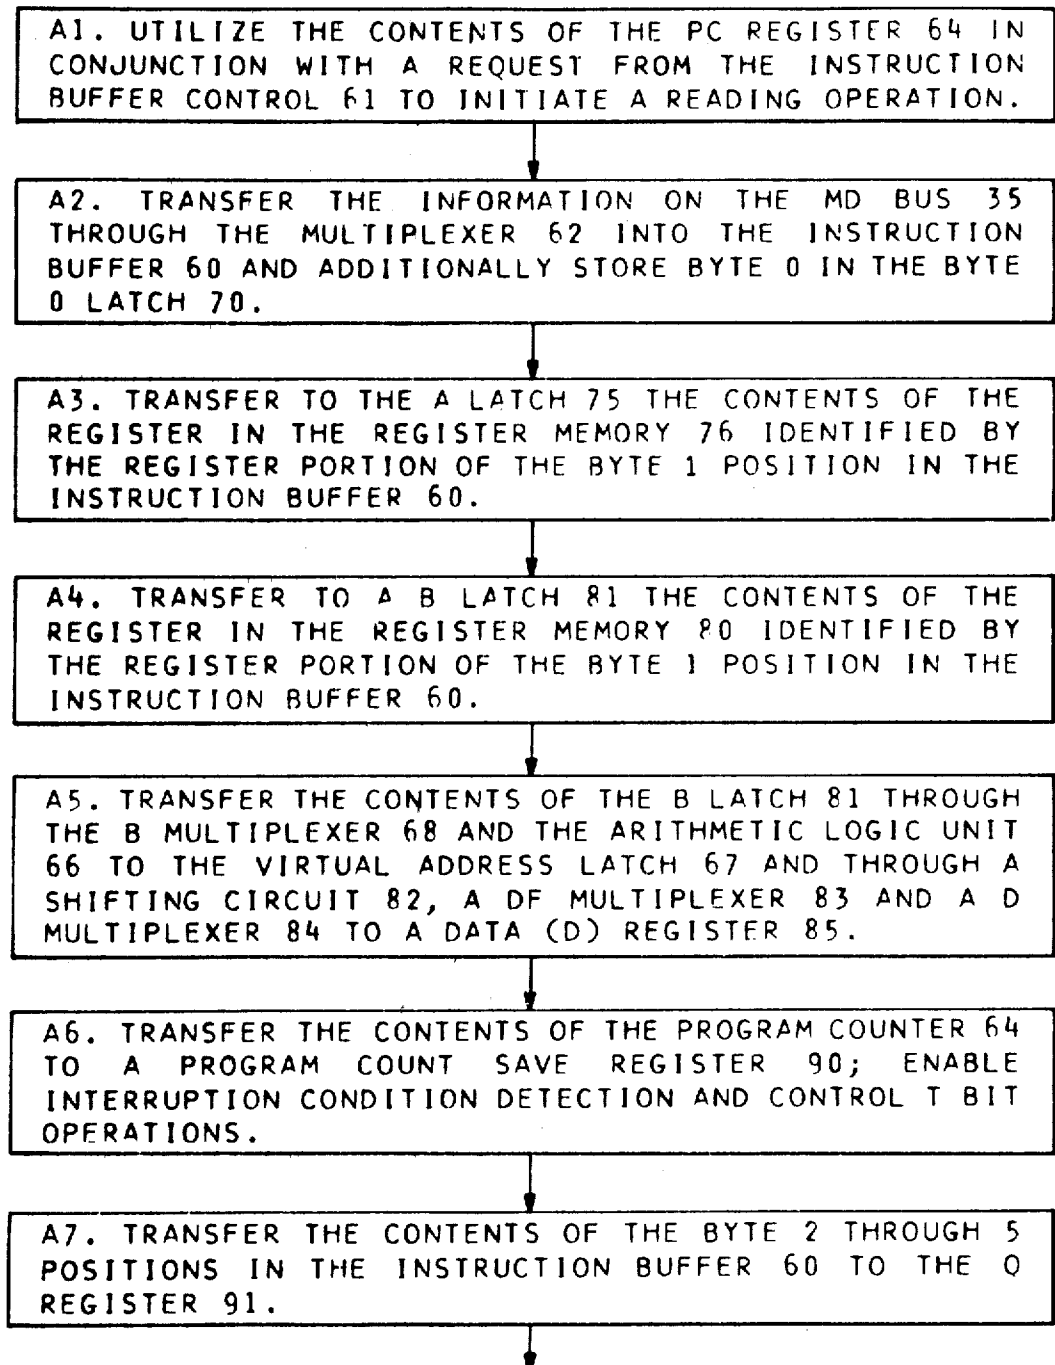 A1. UTILIZE THE CONTENTS OF THE PC REGISTER 64 IN
CONJUNCTION WITH A REQUEST FROM THE INSTRUCTION
BUFFER CONTROL 61 TO INITIATE A READING OPERATION.
A2. TRANSFER THE INFORMATION ON THE MD BUS 35
THROUGH THE MULTIPLEXER 62 INTO THE INSTRUCTION
BUFFER 60 AND ADDITIONALLY STORE BYTE 0 IN THE BYTE
0 LATCH 70.
A3. TRANSFER TO THE A LATCH 75 THE CONTENTS OF THE
REGISTER IN THE REGISTER MEMORY 76 IDENTIFIED BY
THE REGISTER PORTION OF THE BYTE 1 POSITION IN THE
INSTRUCTION BUFFER 60.
A4. TRANSFER TO A B LATCH 81 THE CONTENTS OF THE
REGISTER IN THE REGISTER MEMORY 80 IDENTIFIED BY
THE REGISTER PORTION OF THE BYTE 1 POSITION IN THE
INSTRUCTION BUFFER 60.
A5. TRANSFER THE CONTENTS OF THE B LATCH 81 THROUGH
THE B MULTIPLEXER 68 AND THE ARITHMETIC LOGIC UNIT
66 TO THE VIRTUAL ADDRESS LATCH 67 AND THROUGH A
SHIFTING CIRCUIT 82, A DF MULTIPLEXER 83 AND A D
MULTIPLEXER 84 TO A DATA (D) REGISTER 85.
A6. TRANSFER THE CONTENTS OF THE PROGRAM COUNTER 64
TO A PROGRAM COUNT SAVE REGISTER 90; ENABLE
INTERRUPTION CONDITION DETECTION AND CONTROL T BIT
OPERATIONS.
A7. TRANSFER THE CONTENTS OF THE BYTE 2 THROUGH 5
POSITIONS IN THE INSTRUCTION BUFFER 60 TO THE Q
REGISTER 91.